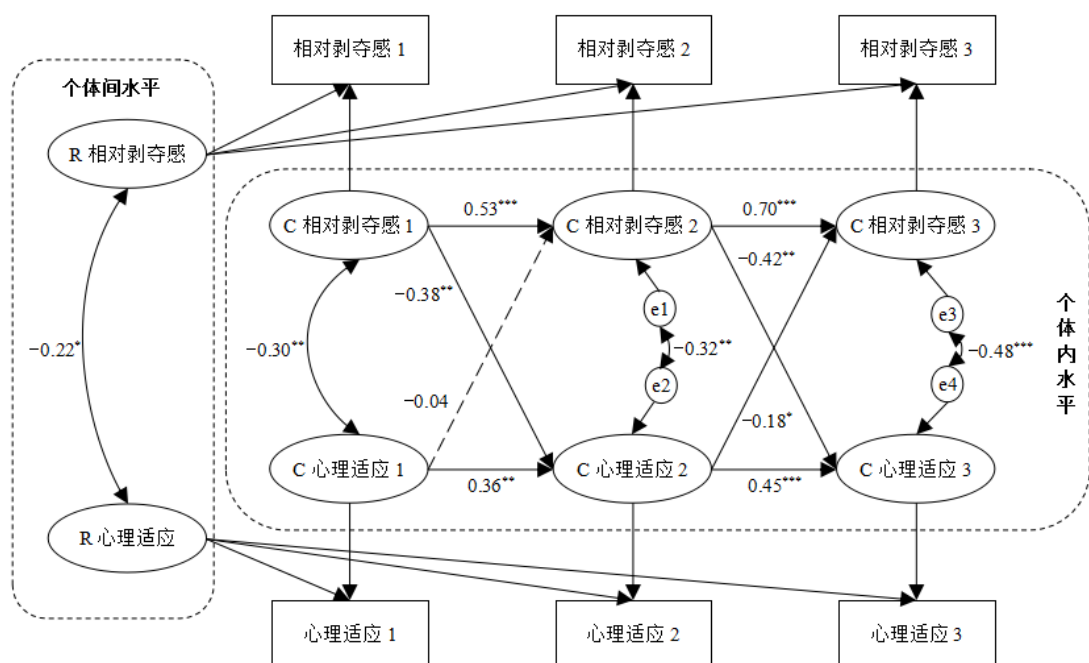 相对剥夺感 1
相对剥夺感 2
相对剥夺感 3
个体间水平
R 相对剥夺感
C 相对剥夺感 1
0.53***
C 相对剥夺感 2
0.70***
C 相对剥夺感 3
−0.38**
−0.42**
e1
e3
−0.22*
−0.30**
−0.32**
−0.48***
个体内水平
e2
e4
−0.04
−0.18*
C 心理适应 1
0.36**
C 心理适应 2
0.45***
C 心理适应 3
R 心理适应
心理适应 1
心理适应 2
心理适应 3